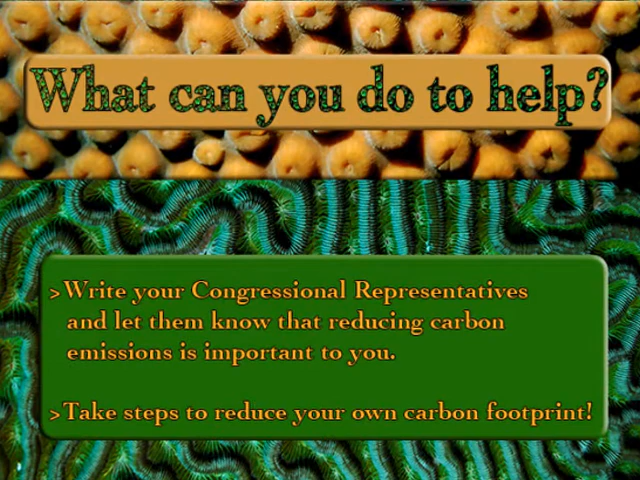 What can you do to help?
>Write your Congressional Representatives
and let them know that reducing carbon
emissions is important to you.
>Take steps to reduce your own carbon footprint!